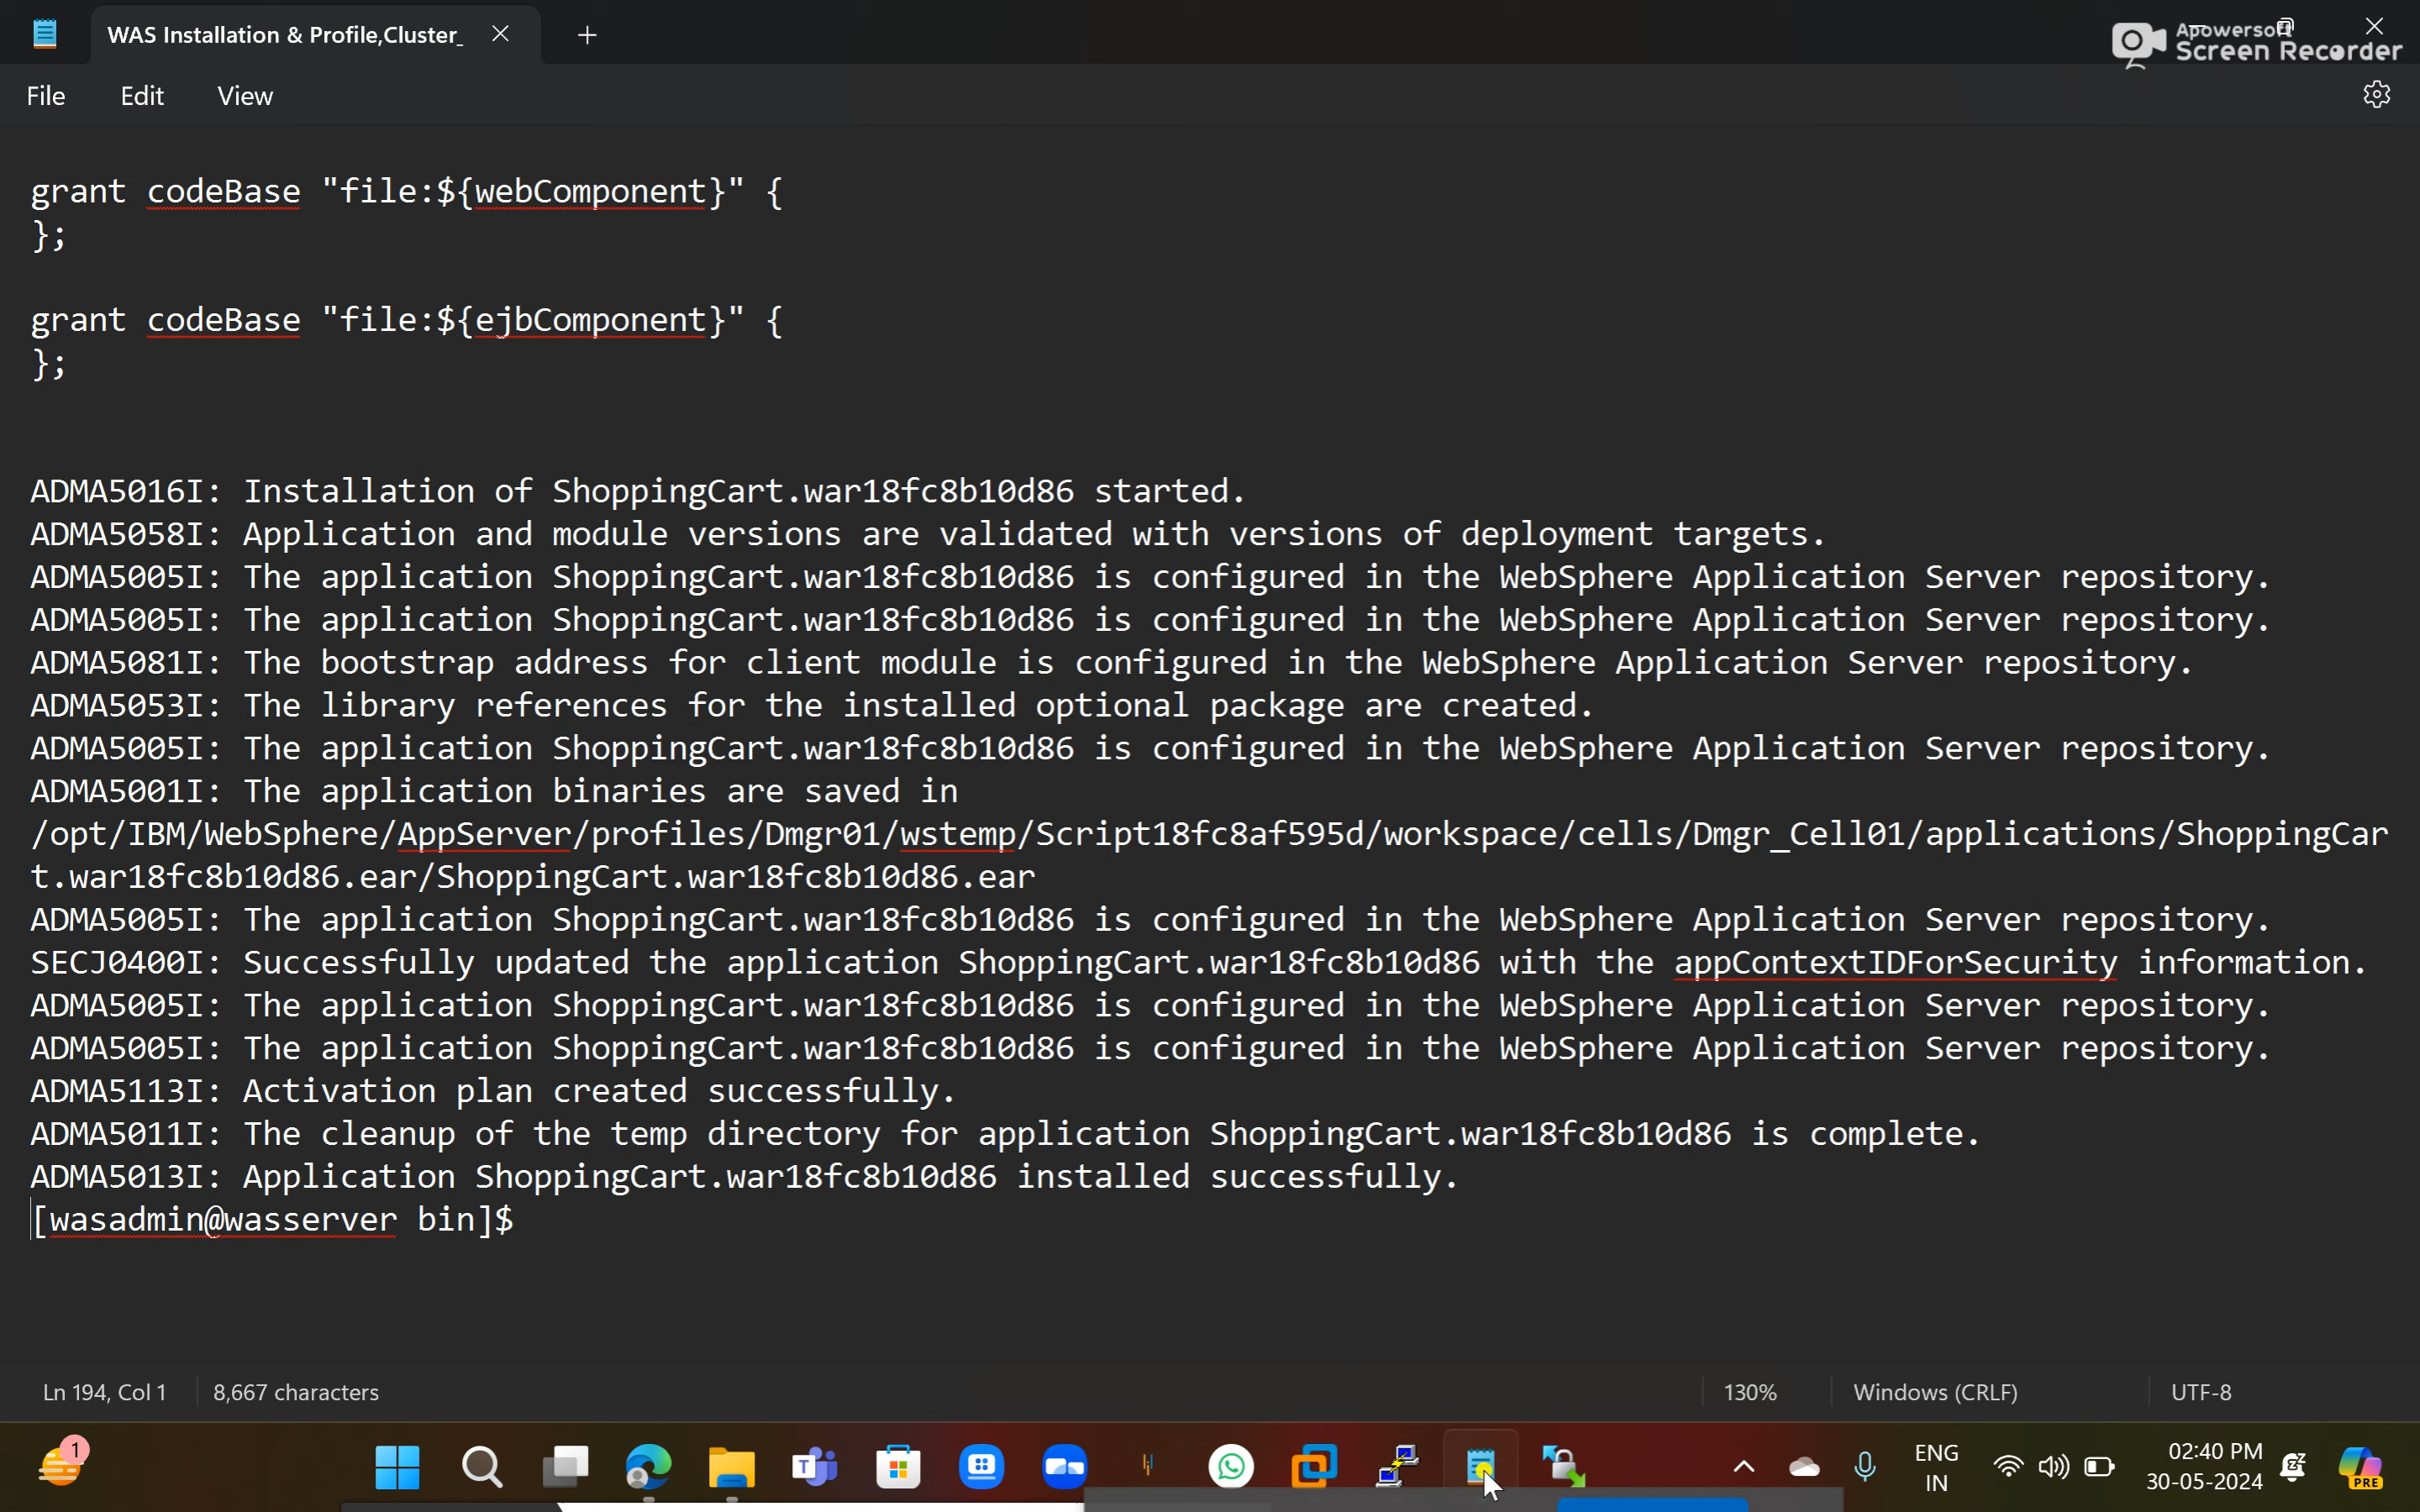 WAS Installation & Profile,Cluster_
Apowersoft
Screen Recorder
File Edit View
grant codeBase "file:${webComponent}" {
};
grant codeBase "file:${ejbComponent}" {
};
ADMA5016I: Installation of ShoppingCart.war18fc8b10d86 started.
ADMA5058I: Application and module versions are validated with versions of deployment targets.
ADMA5005I: The application ShoppingCart.war18fc8b10d86 is configured in the WebSphere Application Server repository.
ADMA5005I: The application ShoppingCart.war18fc8b10d86 is configured in the WebSphere Application Server repository.
ADMA5081I: The bootstrap address for client module is configured in the WebSphere Application Server repository.
ADMA5053I: The library references for the installed optional package are created.
ADMA5005I: The application ShoppingCart.war18fc8b10d86 is configured in the WebSphere Application Server repository.
ADMA5001I: The application binaries are saved in
/opt/IBM/WebSphere/AppServer/profiles/Dmgr01/wstemp/Script18fc8af595d/workspace/cells/Dmgr_Cell01/applications/ShoppingCar
t.war18fc8b10d86.ear/ShoppingCart.war18fc8b10d86.ear
ADMA5005I: The application ShoppingCart.war18fc8b10d86 is configured in the WebSphere Application Server repository.
SECJ0400I: Successfully updated the application ShoppingCart.war18fc8b10d86 with the appContextIDForSecurity information.
ADMA5005I: The application ShoppingCart.war18fc8b10d86 is configured in the WebSphere Application Server repository.
ADMA5005I: The application ShoppingCart.war18fc8b10d86 is configured in the WebSphere Application Server repository.
ADMA5113I: Activation plan created successfully.
ADMA5011I: The cleanup of the temp directory for application ShoppingCart.war18fc8b10d86 is complete.
ADMA5013I: Application ShoppingCart.war18fc8b10d86 installed successfully.
[wasadmin@wasserver bin]$
Ln 194, Col 1 8,667 characters 130% Windows (CRLF) UTF-8
1
T
ENG
IN
02:40 PM
30-05-2024
PRE